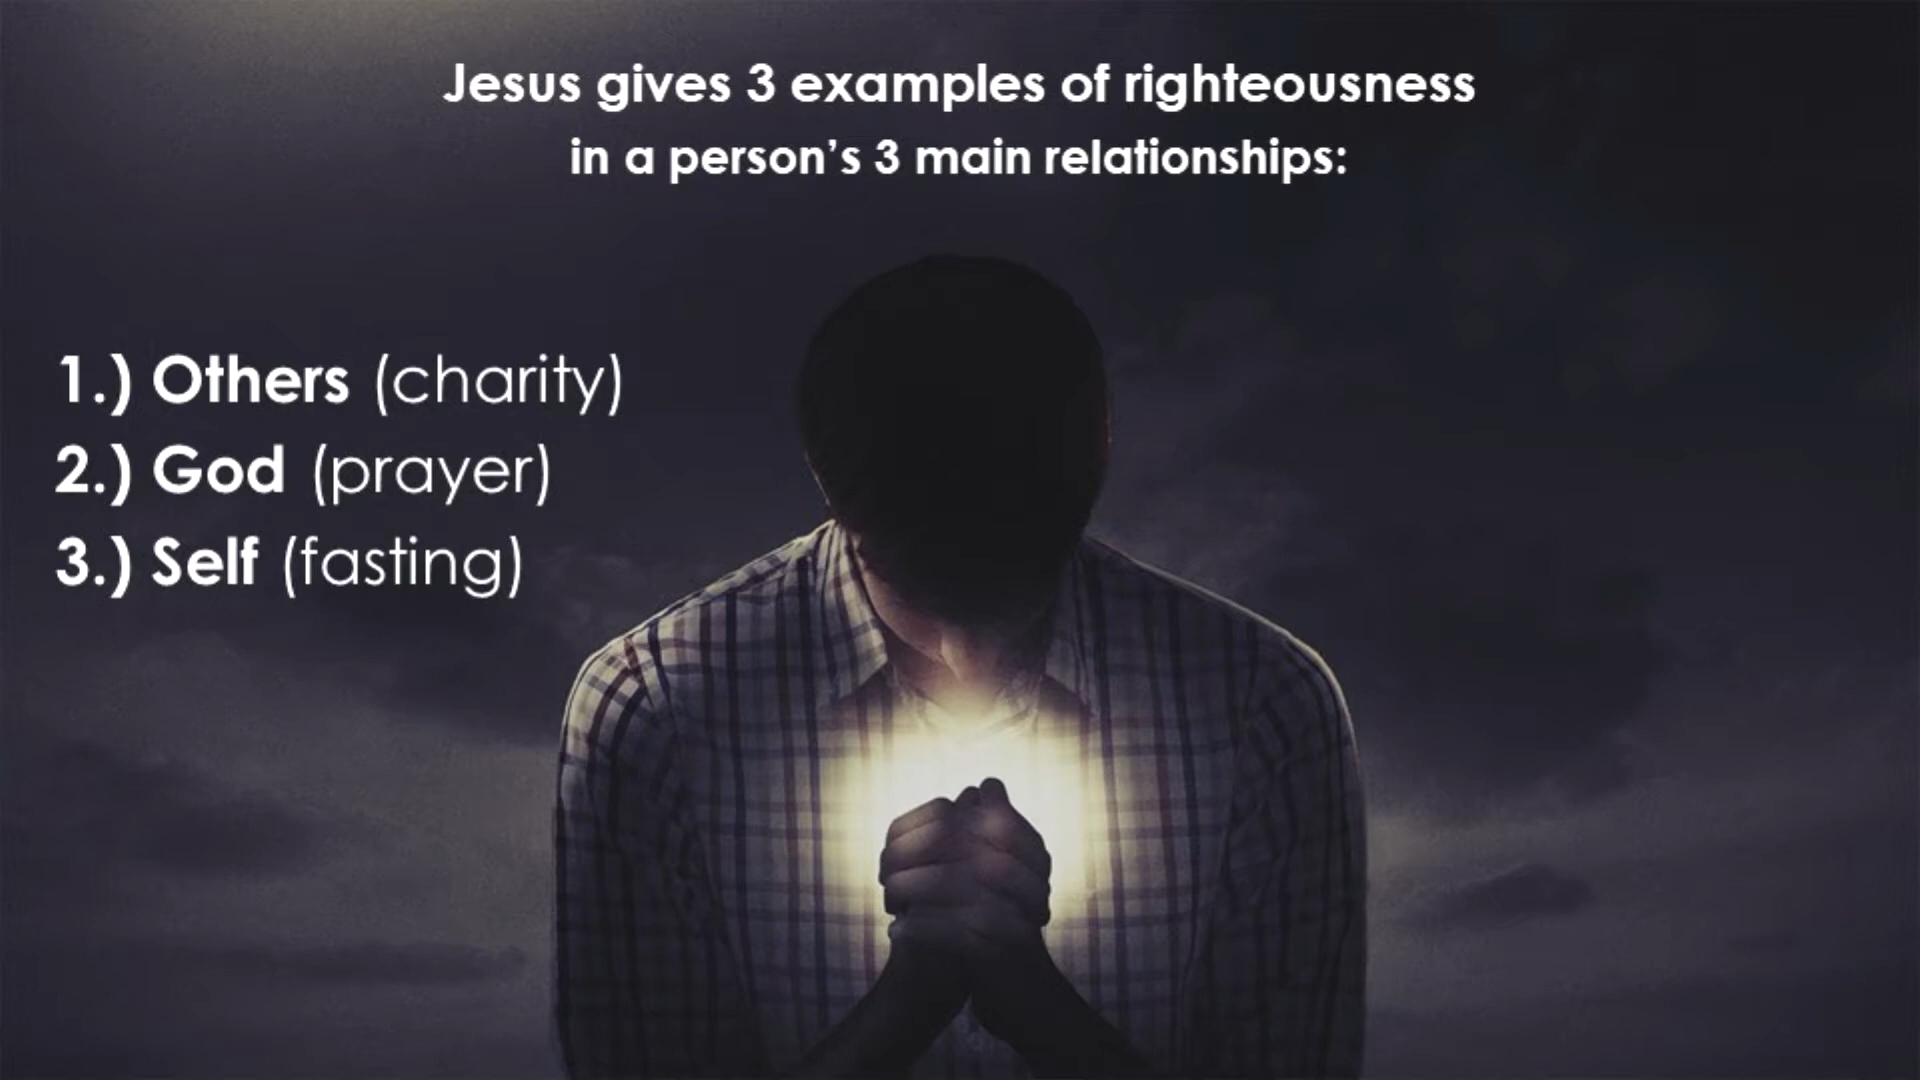 Jesus gives 3 examples of righteousness
in a person’s 3 main relationships:
1.) Others (charity)
2.) God (prayer)
3.) Self (fasting)